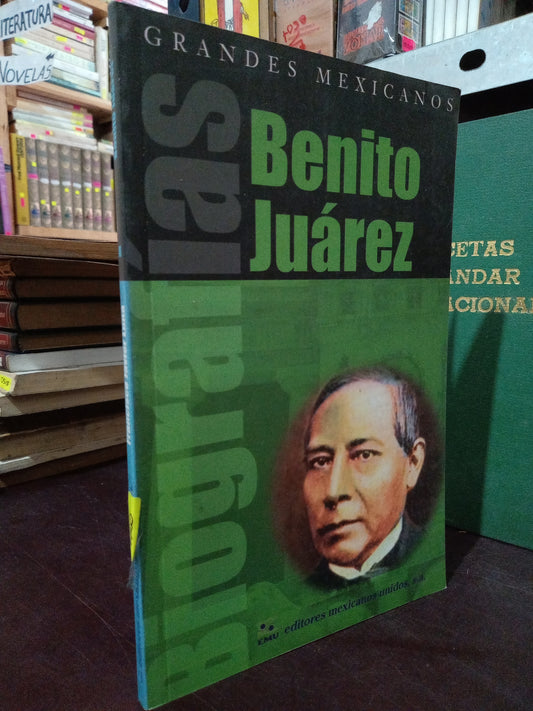 LITERATURA
NOVELAS
GRANDES MEXICANOS
Biografías
Benito
Juárez
EMU editores mexicanos unidos, s.a.
CETAS
ANDAR
ACIONAL